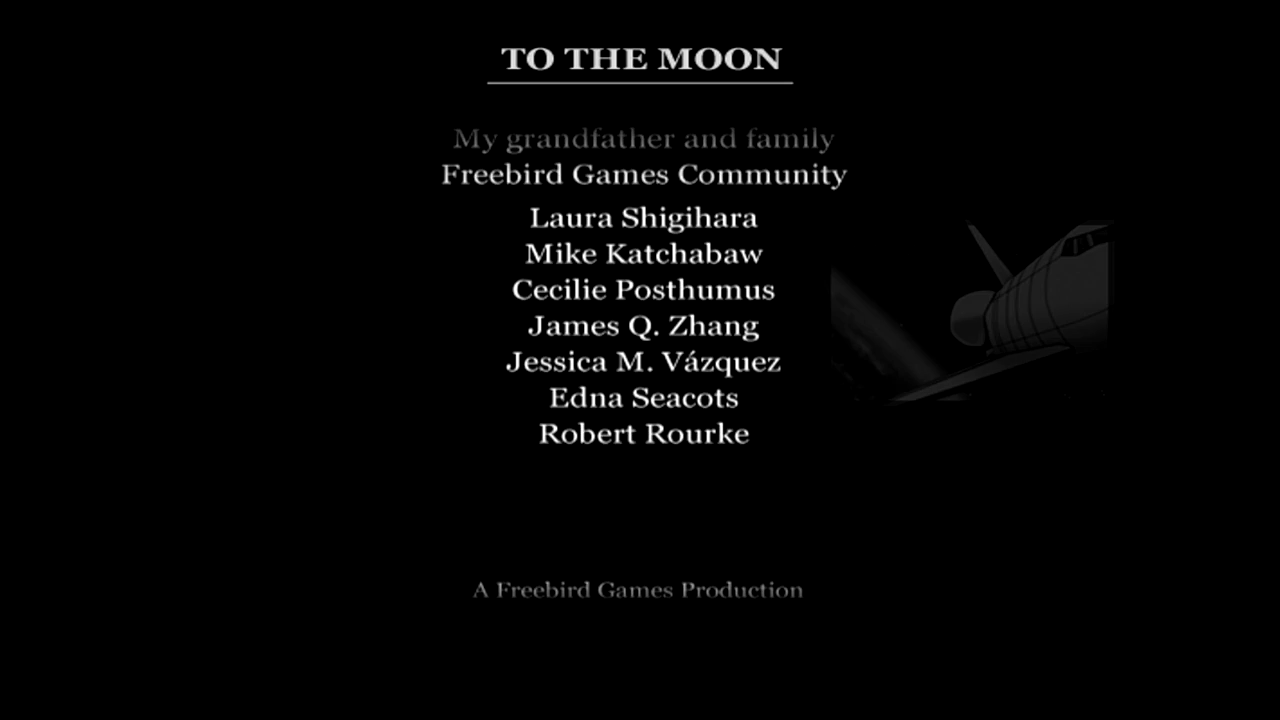 TO THE MOON
My grandfather and family
Freebird Games Community
Laura Shigihara
Mike Katchabaw
Cecilie Posthumus
James Q. Zhang
Jessica M. Vázquez
Edna Seacots
Robert Rourke
A Freebird Games Production